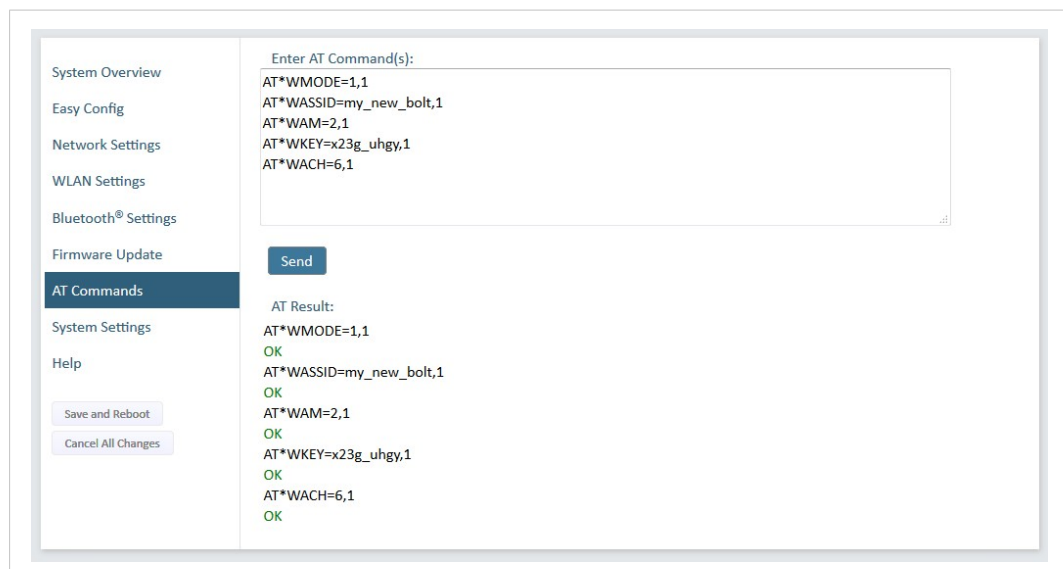 System Overview
Easy Config
Network Settings
WLAN Settings
Bluetooth® Settings
Firmware Update
AT Commands
System Settings
Help
Save and Reboot
Cancel All Changes
Enter AT Command(s):
AT*WMODE=1,1
AT*WASSID=my_new_bolt,1
AT*WAM=2,1
AT*WKEY=x23g_uhgy,1
AT*WACH=6,1
Send
AT Result:
AT*WMODE=1,1
OK
AT*WASSID=my_new_bolt,1
OK
AT*WAM=2,1
OK
AT*WKEY=x23g_uhgy,1
OK
AT*WACH=6,1
OK